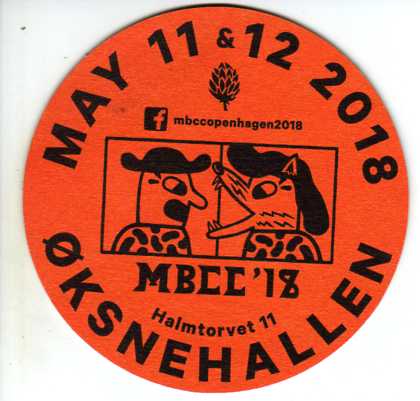 MAY 11 & 12 2018
f mbccopenhagen2018
MBCC '18
Halmtorvet 11
ØKSNEHALLEN